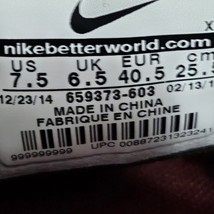 nikebetterworld.com
US UK EUR cm
7.5 6.5 40.5 25.5
12/23/14 659373-603 02/13/1
MADE IN CHINA
FABRIQUE EN CHINE
UPC 00887231323241
999999999